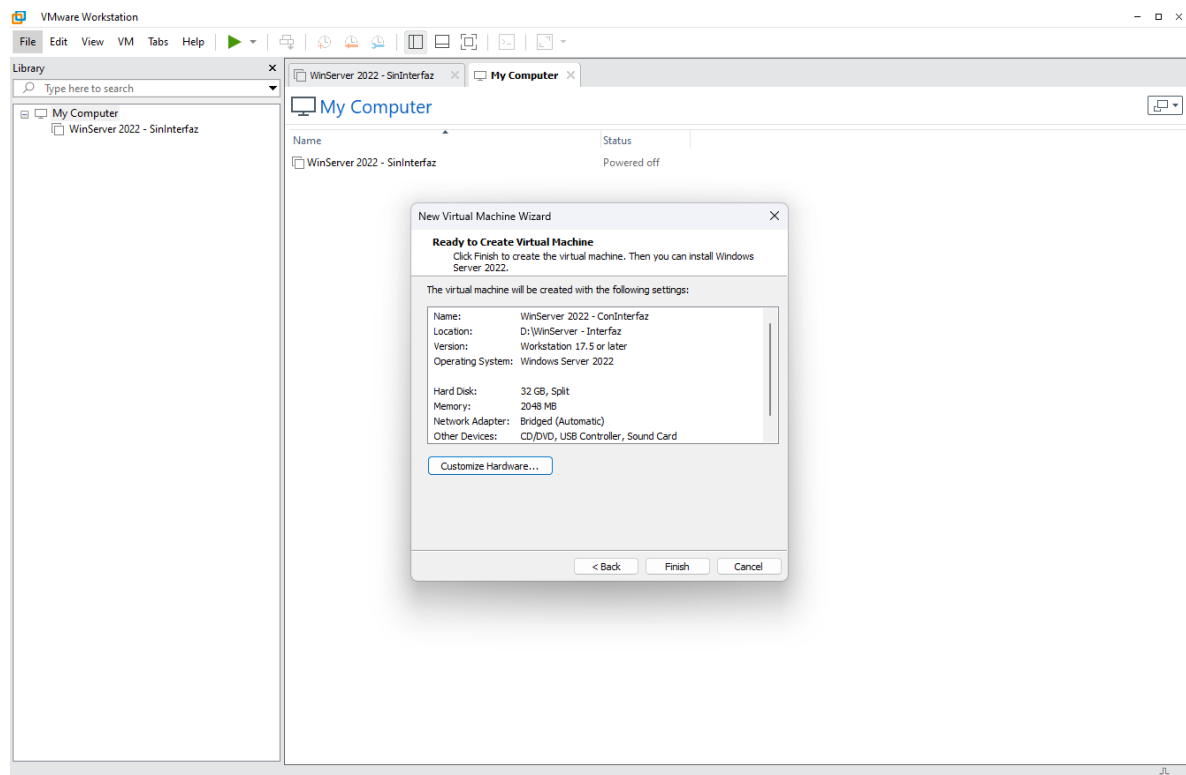 VMware Workstation
File Edit View VM Tabs Help
Library
Type here to search
My Computer
WinServer 2022 - SinInterfaz
WinServer 2022 - SinInterfaz
My Computer
My Computer
Name Status
WinServer 2022 - SinInterfaz Powered off
New Virtual Machine Wizard
Ready to Create Virtual Machine
Click Finish to create the virtual machine. Then you can install Windows
Server 2022.
The virtual machine will be created with the following settings:
Name: WinServer 2022 - ConInterfaz
Location: D:\WinServer - Interfaz
Version: Workstation 17.5 or later
Operating System: Windows Server 2022
Hard Disk: 32 GB, Split
Memory: 2048 MB
Network Adapter: Bridged (Automatic)
Other Devices: CD/DVD, USB Controller, Sound Card
Customize Hardware...
< Back Finish Cancel